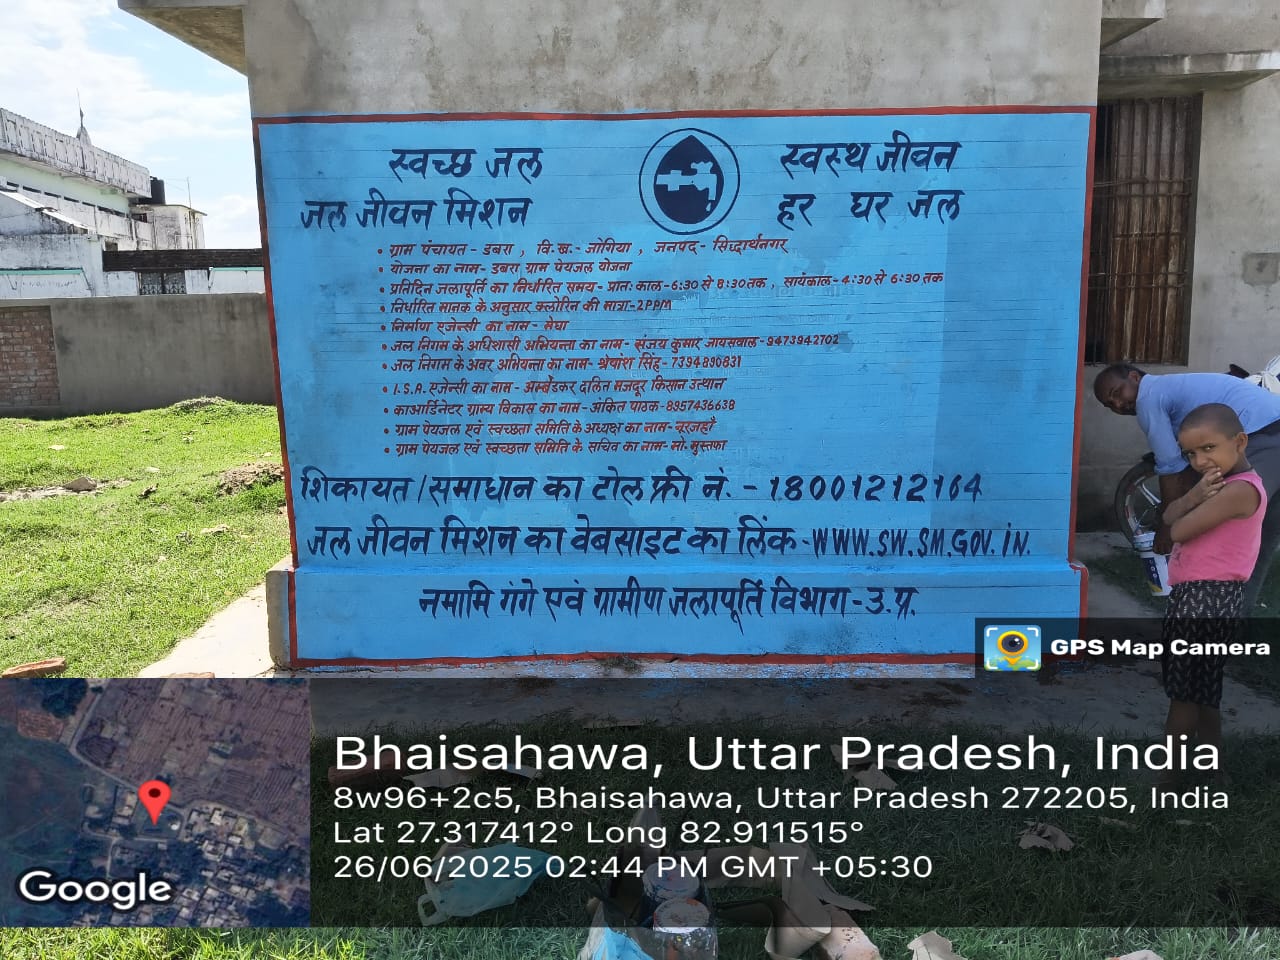 स्वच्छ जल
स्वस्थ जीवन
जल जीवन मिशन
हर घर जल
• ग्राम पंचायत - डबरा , वि.ख.- जोगिया , जनपद - सिद्धार्थनगर
• योजना का नाम - डबरा ग्राम पेयजल योजना
• प्रतिदिन जलापूर्ति का निर्धारित समय - प्रातः काल - 6:30 से 8:30 तक , सायंकाल - 4:30 से 6:30 तक
• निर्धारित मानक के अनुसार क्लोरिन की मात्रा - 2PPM
• निर्माण एजेन्सी का नाम - मेघा
• जल निगम के अधिशासी अभियन्ता का नाम - संजय कुमार जायसवाल - 9473942702
• जल निगम के अवर अभियन्ता का नाम - श्रेयांश सिंह - 7394890831
• I.S.A. एजेन्सी का नाम - अम्बेडकर दलित मजदूर किसान उत्थान
• काआर्डिनेटर ग्राम्य विकास का नाम - अंकित पाठक - 8957436638
• ग्राम पेयजल एवं स्वच्छता समिति के अध्यक्ष का नाम - नूरजहाँ
• ग्राम पेयजल एवं स्वच्छता समिति के सचिव का नाम - मो. मुस्तफा
शिकायत / समाधान का टोल फ्री नं. - 18001212164
जल जीवन मिशन का वेबसाइट का लिंक - WWW.SW.SM.GOV.IN.
नमामि गंगे एवं ग्रामीण जलापूर्ति विभाग - उ.प्र.
GPS Map Camera
Bhaisahawa, Uttar Pradesh, India
8w96+2c5, Bhaisahawa, Uttar Pradesh 272205, India
Lat 27.317412° Long 82.911515°
26/06/2025 02:44 PM GMT +05:30
Google